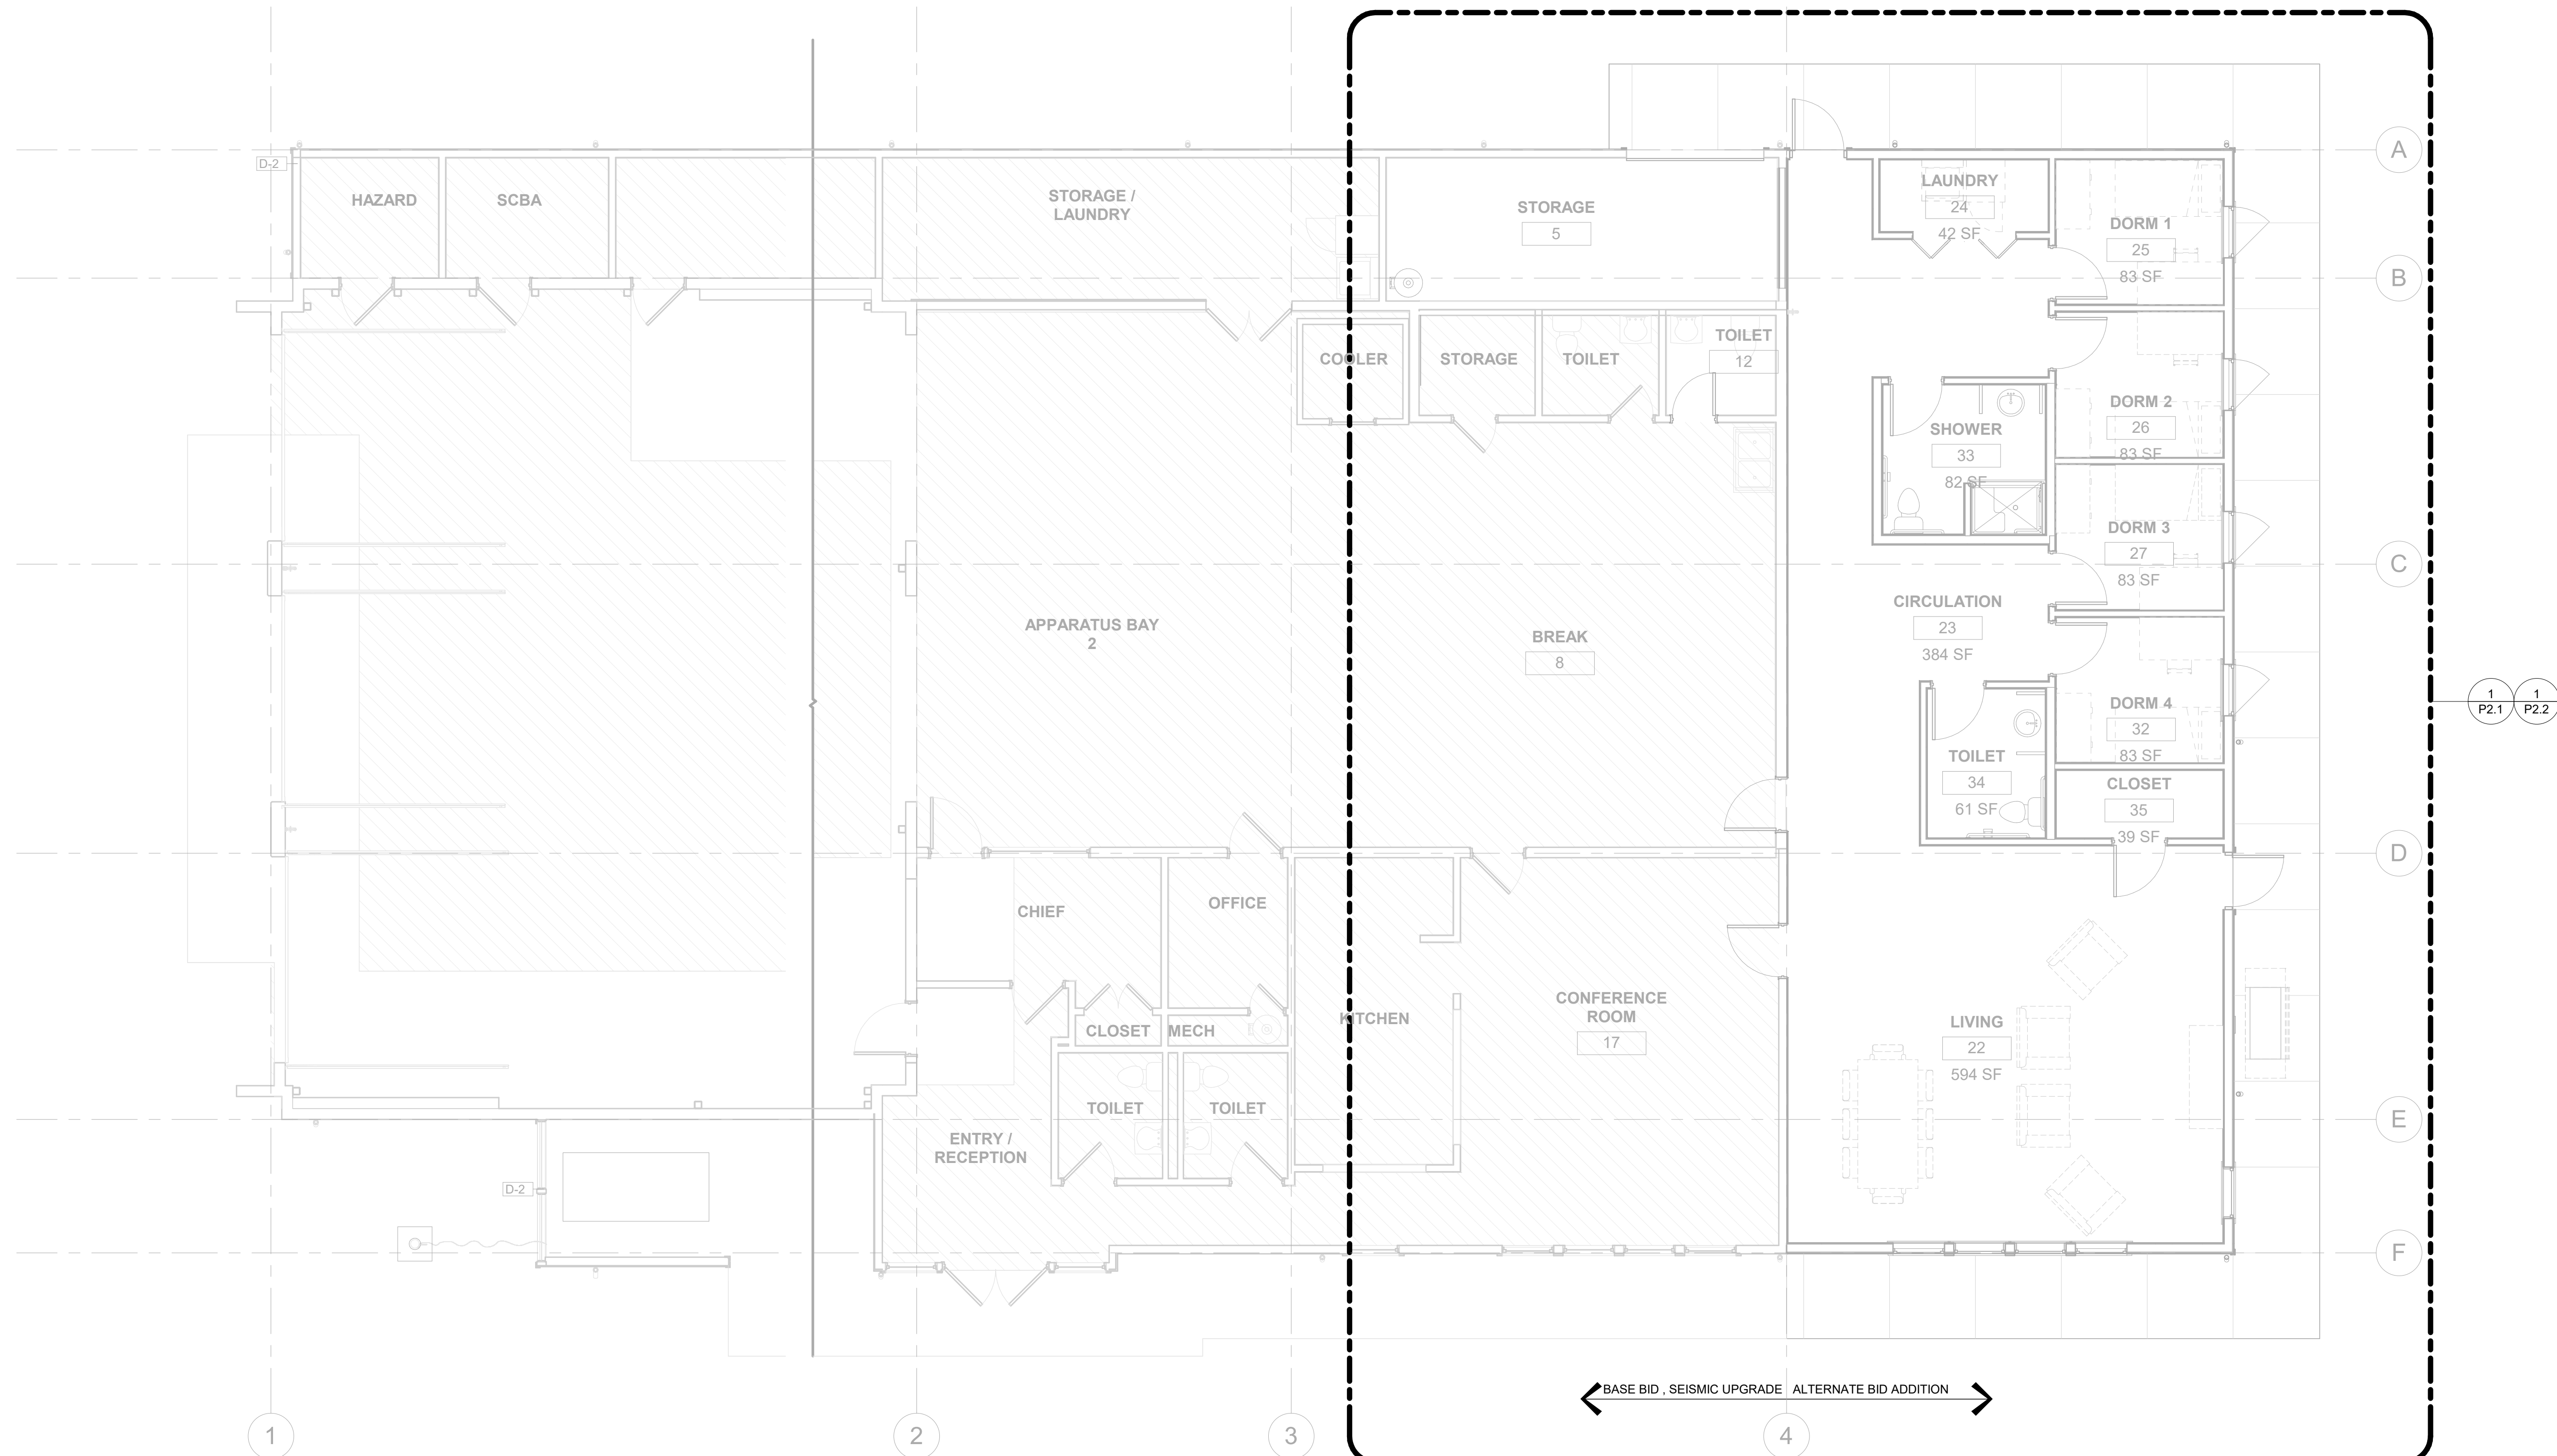 D-2
HAZARD
SCBA
STORAGE /
LAUNDRY
STORAGE
5
LAUNDRY
24
42 SF
DORM 1
25
83 SF
A
B
COOLER
STORAGE
TOILET
TOILET
12
DORM 2
26
83 SF
SHOWER
33
82 SF
DORM 3
27
83 SF
C
CIRCULATION
23
384 SF
APPARATUS BAY
2
BREAK
8
DORM 4
32
83 SF
1
P2.1
1
P2.2
TOILET
34
61 SF
CLOSET
35
39 SF
D
CHIEF
OFFICE
CLOSET
MECH
KITCHEN
CONFERENCE
ROOM
17
LIVING
22
594 SF
TOILET
TOILET
E
ENTRY /
RECEPTION
D-2
F
BASE BID , SEISMIC UPGRADE
ALTERNATE BID ADDITION
1
2
3
4